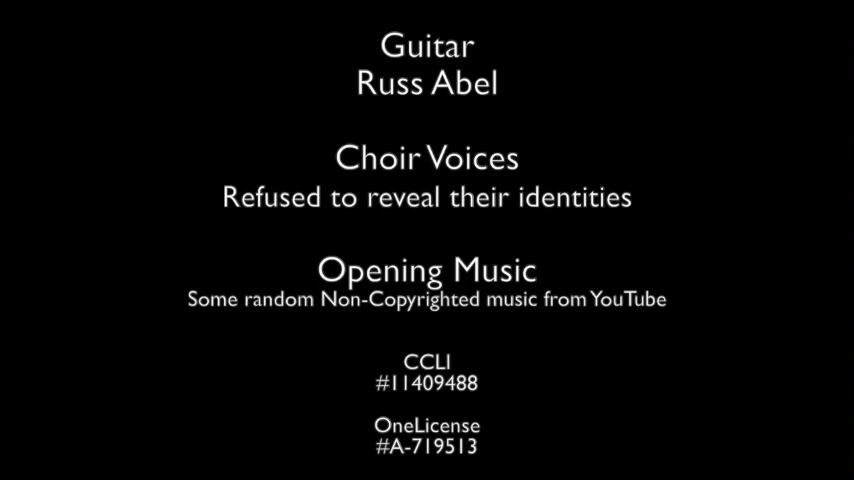 Guitar
Russ Abel
Choir Voices
Refused to reveal their identities
Opening Music
Some random Non-Copyrighted music from YouTube
CCLI
#11409488
OneLicense
#A-719513